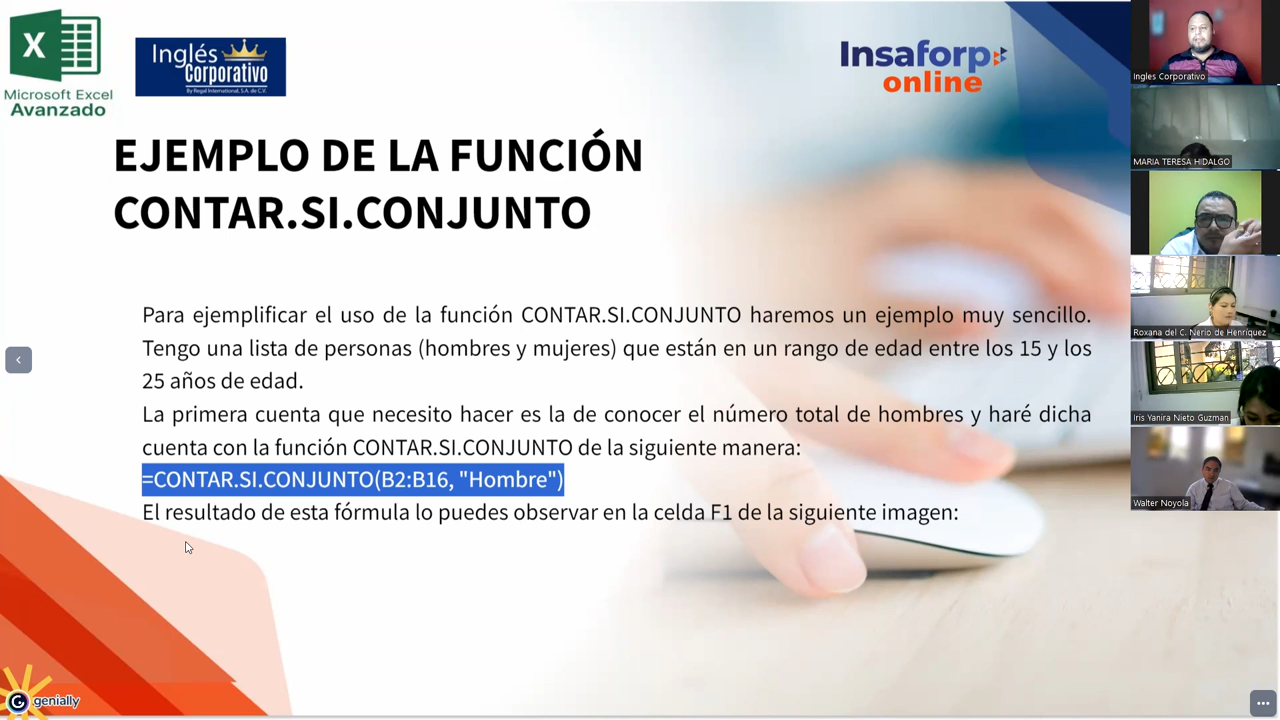 X
Microsoft Excel
Avanzado
Inglés
Corporativo
By Regal International, S.A. de C.V.
Insaforp
online
EJEMPLO DE LA FUNCIÓN
CONTAR.SI.CONJUNTO
Para ejemplificar el uso de la función CONTAR.SI.CONJUNTO haremos un ejemplo muy sencillo.
Tengo una lista de personas (hombres y mujeres) que están en un rango de edad entre los 15 y los
25 años de edad.
La primera cuenta que necesito hacer es la de conocer el número total de hombres y haré dicha
cuenta con la función CONTAR.SI.CONJUNTO de la siguiente manera:
=CONTAR.SI.CONJUNTO(B2:B16, "Hombre")
El resultado de esta fórmula lo puedes observar en la celda F1 de la siguiente imagen:
genially
Ingles Corporativo
MARIA TERESA HIDALGO
Roxana del C. Nerio de Henríquez
Iris Yanira Nieto Guzman
Walter Noyola